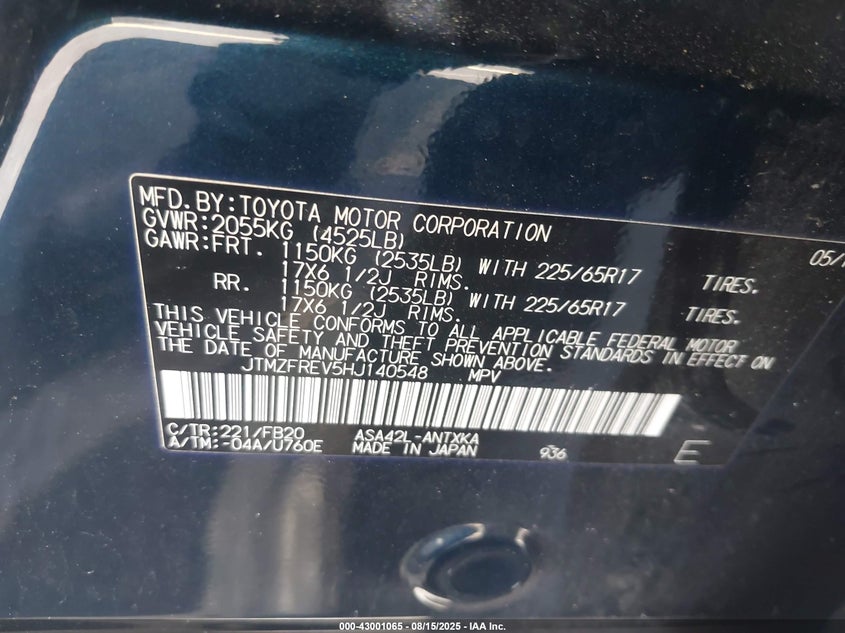 MFD.BY:TOYOTA MOTOR CORPORATION
05/1
GVWR:2055KG (4525LB)
GAWR:FRT. 1150KG (2535LB) WITH 225/65R17 TIRES.
17X6 1/2J RIMS.
RR. 1150KG (2535LB) WITH 225/65R17 TIRES.
17X6 1/2J RIMS.
THIS VEHICLE CONFORMS TO ALL APPLICABLE FEDERAL MOTOR
VEHICLE SAFETY AND THEFT PREVENTION STANDARDS IN EFFECT ON
THE DATE OF MANUFACTURE SHOWN ABOVE.
JTMZFREV5HJ140548 MPV
C/TR:221/FB20 ASA42L-ANTXKA
A/TM:-04A/U760E MADE IN JAPAN 936 E
000-43001065 - 08/15/2025 - IAA Inc.